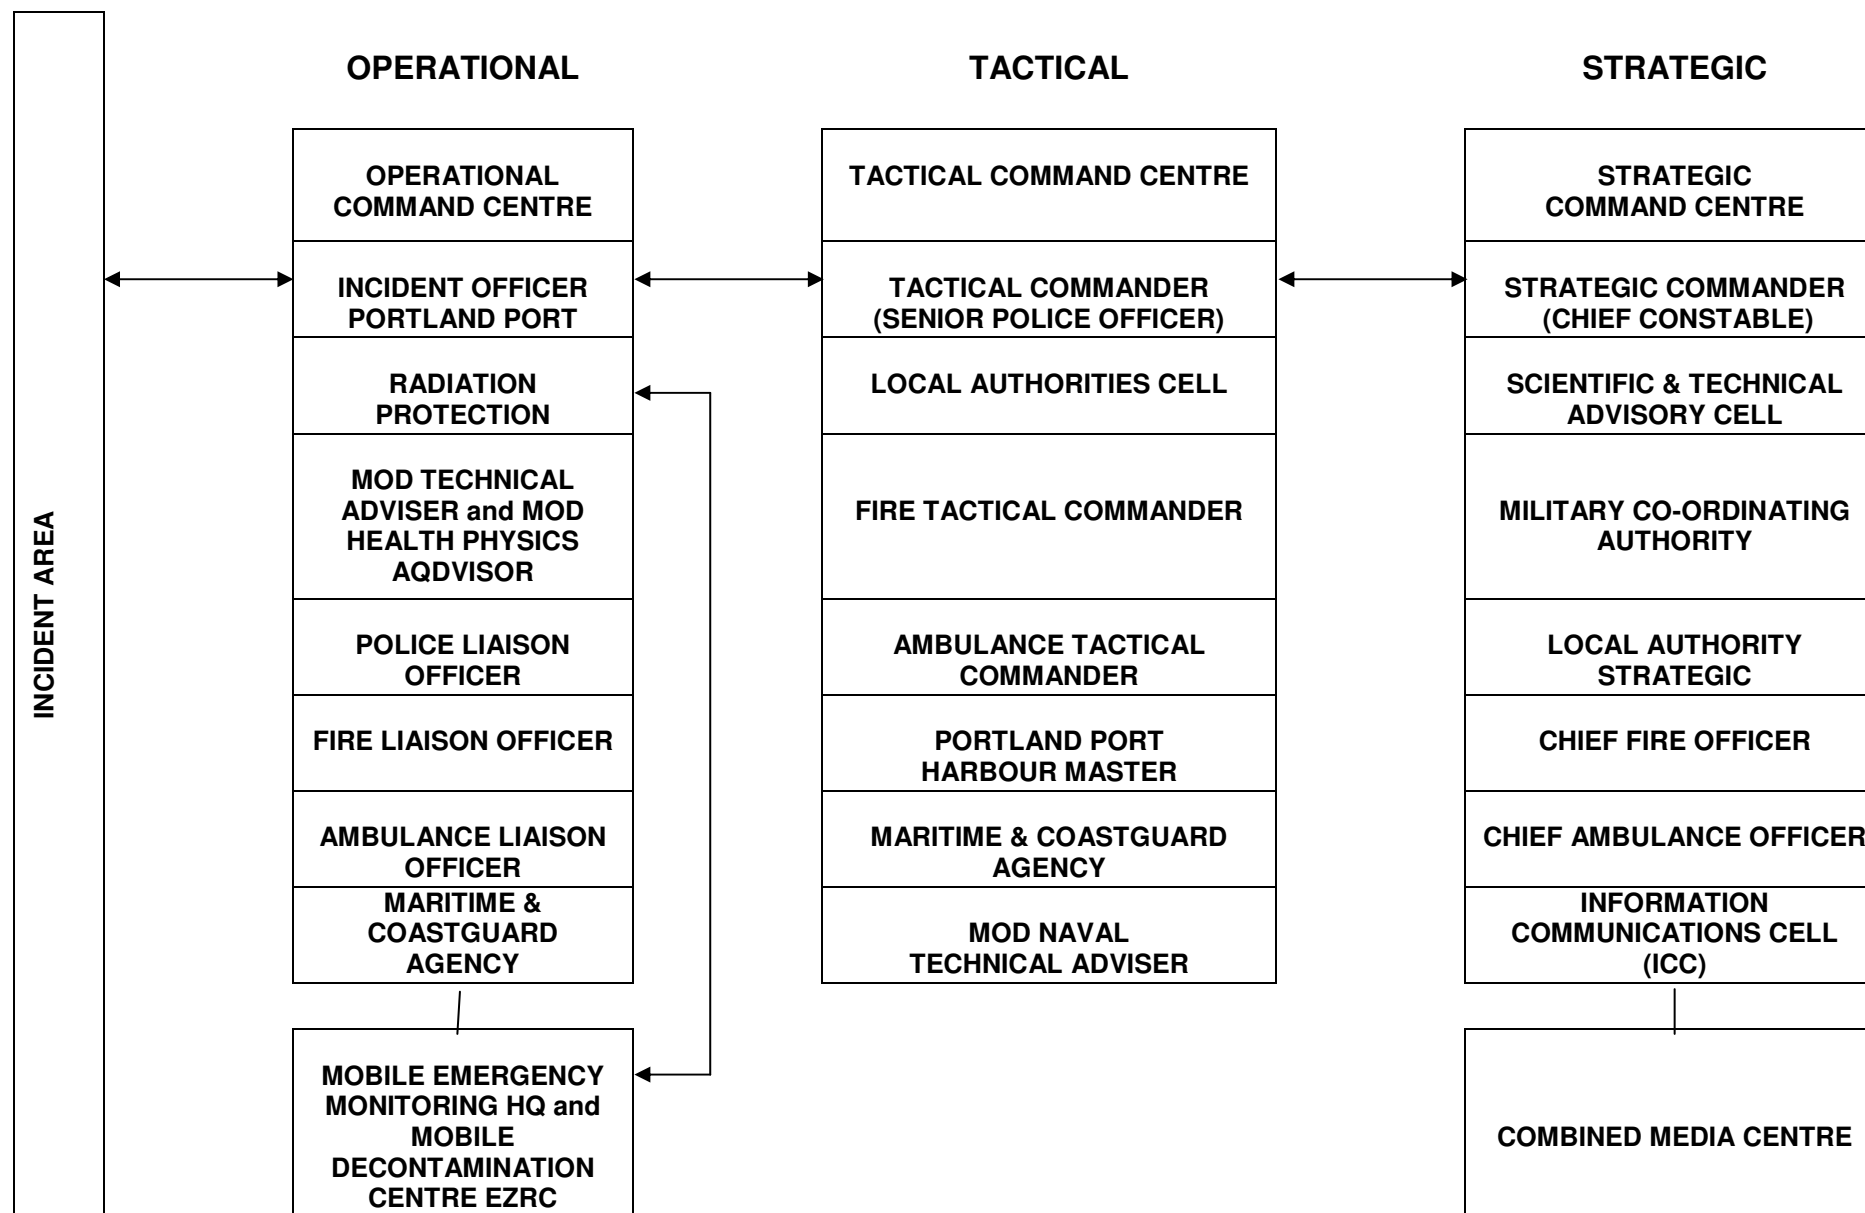 INCIDENT AREA
OPERATIONAL
OPERATIONAL
COMMAND CENTRE
INCIDENT OFFICER
PORTLAND PORT
RADIATION
PROTECTION
MOD TECHNICAL
ADVISER and MOD
HEALTH PHYSICS
AQDVISOR
POLICE LIAISON
OFFICER
FIRE LIAISON OFFICER
AMBULANCE LIAISON
OFFICER
MARITIME &
COASTGUARD
AGENCY
MOBILE EMERGENCY
MONITORING HQ and
MOBILE
DECONTAMINATION
CENTRE EZRC
TACTICAL
TACTICAL COMMAND CENTRE
TACTICAL COMMANDER
(SENIOR POLICE OFFICER)
LOCAL AUTHORITIES CELL
FIRE TACTICAL COMMANDER
AMBULANCE TACTICAL
COMMANDER
PORTLAND PORT
HARBOUR MASTER
MARITIME & COASTGUARD
AGENCY
MOD NAVAL
TECHNICAL ADVISER
STRATEGIC
STRATEGIC
COMMAND CENTRE
STRATEGIC COMMANDER
(CHIEF CONSTABLE)
SCIENTIFIC & TECHNICAL
ADVISORY CELL
MILITARY CO-ORDINATING
AUTHORITY
LOCAL AUTHORITY
STRATEGIC
CHIEF FIRE OFFICER
CHIEF AMBULANCE OFFICER
INFORMATION
COMMUNICATIONS CELL
(ICC)
COMBINED MEDIA CENTRE